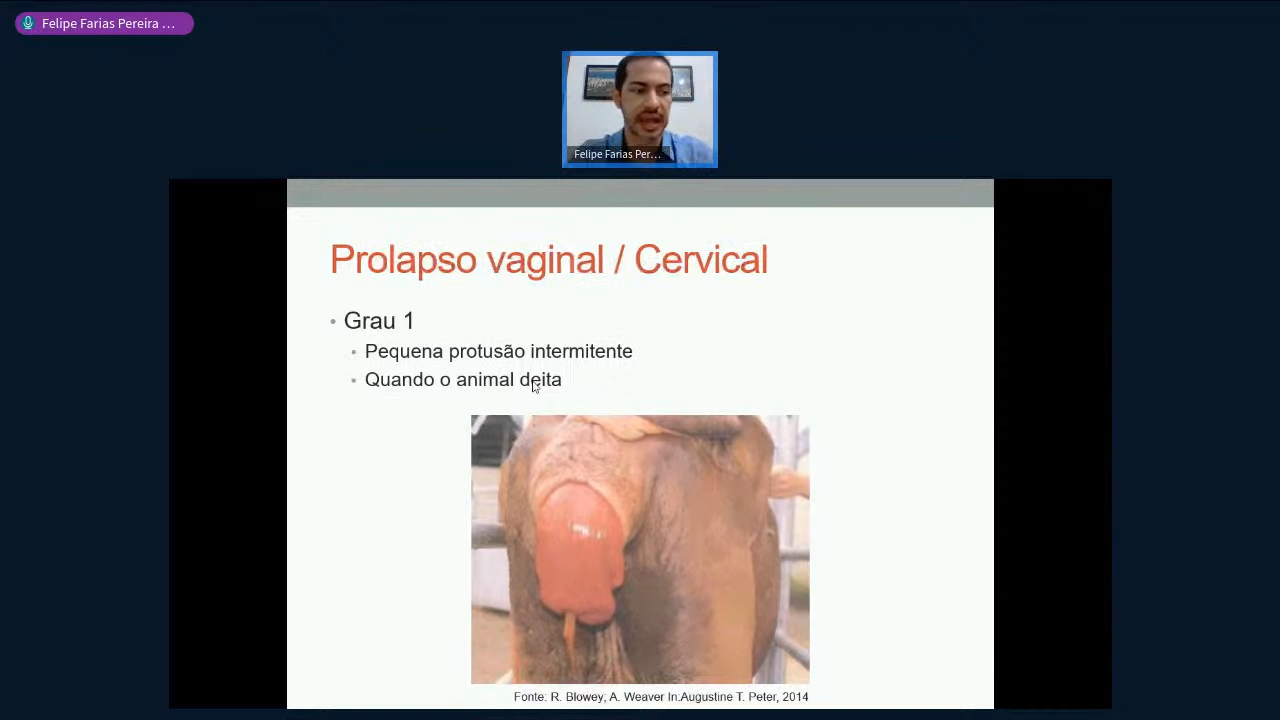 Felipe Farias Pereira ...
Felipe Farias Per...
Prolapso vaginal / Cervical
• Grau 1
• Pequena protusão intermitente
• Quando o animal deita
Fonte: R. Blowey; A. Weaver In:Augustine T. Peter, 2014